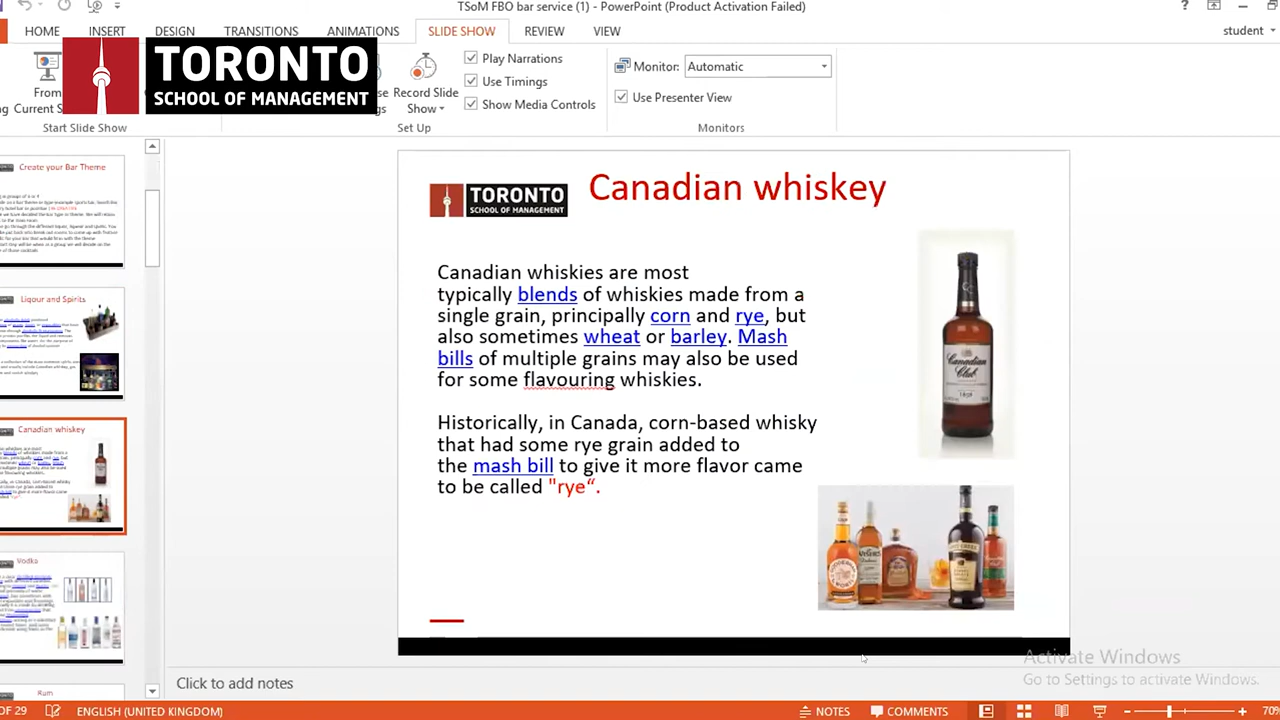 TSoM FBO bar service (1) - PowerPoint (Product Activation Failed)
?
HOME INSERT DESIGN TRANSITIONS ANIMATIONS SLIDE SHOW REVIEW VIEW student
TORONTO
SCHOOL OF MANAGEMENT
From
Current
Record Slide
Show
Play Narrations
Use Timings
Show Media Controls
Monitor: Automatic
Use Presenter View
Start Slide Show Set Up Monitors
Create your Bar Theme
Liqour and Spirits
Canadian whiskey
Vodka
Rum
TORONTO
SCHOOL OF MANAGEMENT
Canadian whiskey
Canadian whiskies are most
typically blends of whiskies made from a
single grain, principally corn and rye, but
also sometimes wheat or barley. Mash
bills of multiple grains may also be used
for some flavouring whiskies.
Historically, in Canada, corn-based whisky
that had some rye grain added to
the mash bill to give it more flavor came
to be called "rye“.
Canadian
Club
1858
Activate Windows
Go to Settings to activate Windows.
Click to add notes
OF 29 ENGLISH (UNITED KINGDOM) NOTES COMMENTS 70%